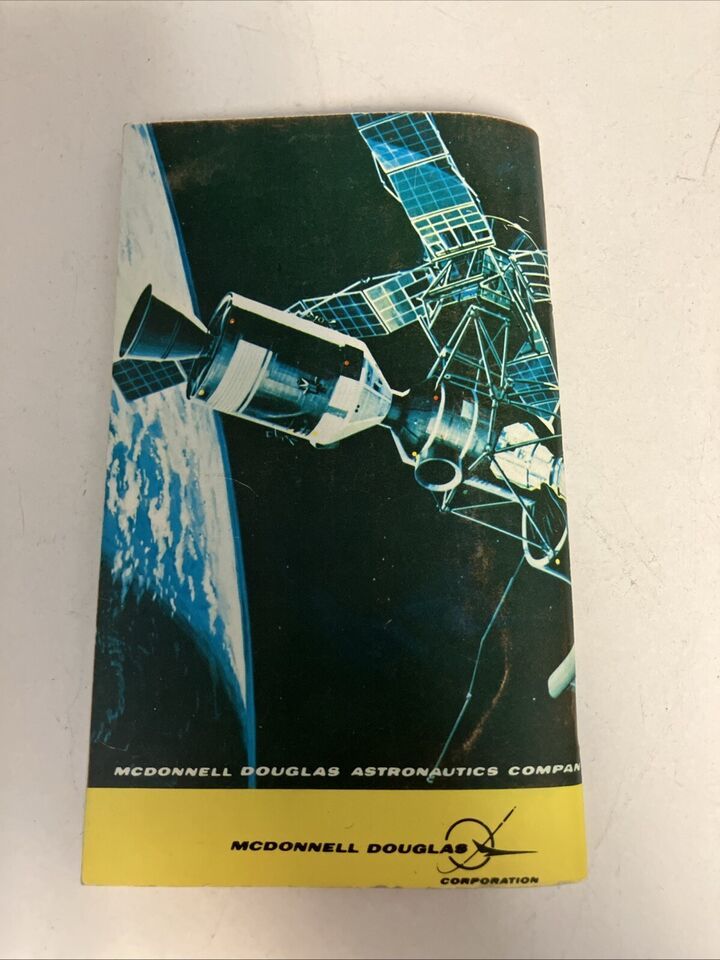 MCDONNELL DOUGLAS ASTRONAUTICS COMPAN
MCDONNELL DOUGLAS
CORPORATION